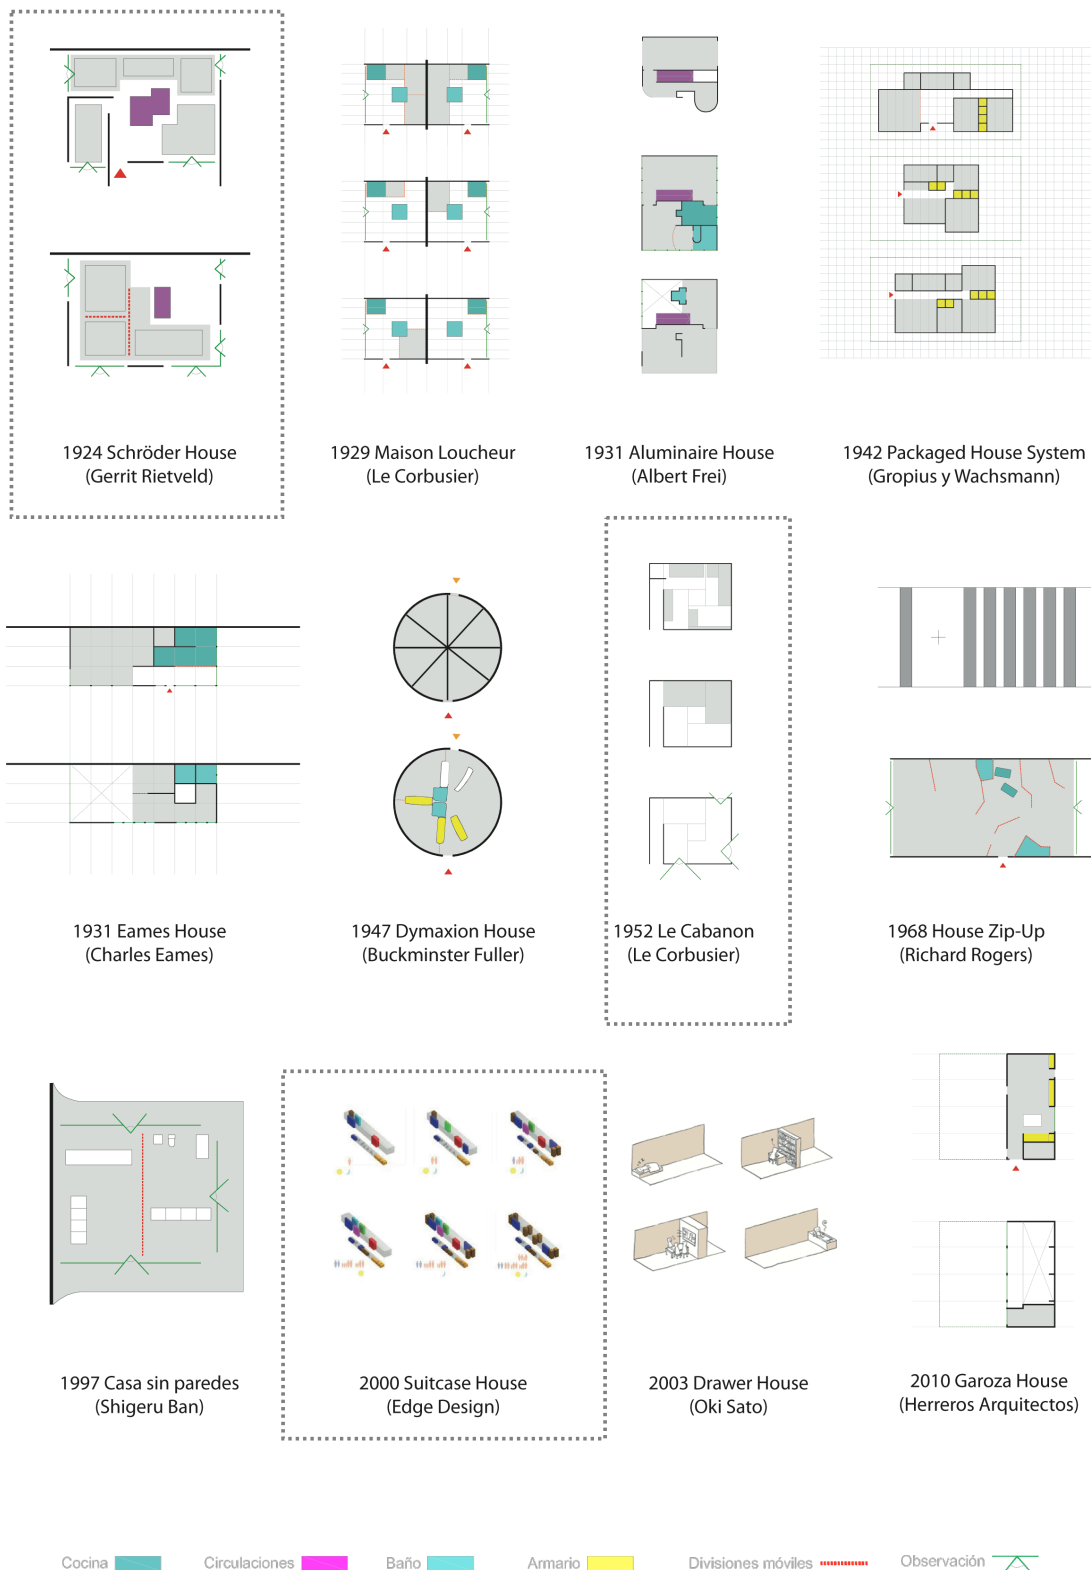 1924 Schröder House
(Gerrit Rietveld)
1929 Maison Loucheur
(Le Corbusier)
1931 Aluminaire House
(Albert Frei)
1942 Packaged House System
(Gropius y Wachsmann)
1931 Eames House
(Charles Eames)
1947 Dymaxion House
(Buckminster Fuller)
1952 Le Cabanon
(Le Corbusier)
1968 House Zip-Up
(Richard Rogers)
1997 Casa sin paredes
(Shigeru Ban)
2000 Suitcase House
(Edge Design)
2003 Drawer House
(Oki Sato)
2010 Garoza House
(Herreros Arquitectos)
Cocina Circulaciones Baño Armario Divisiones móviles Observación